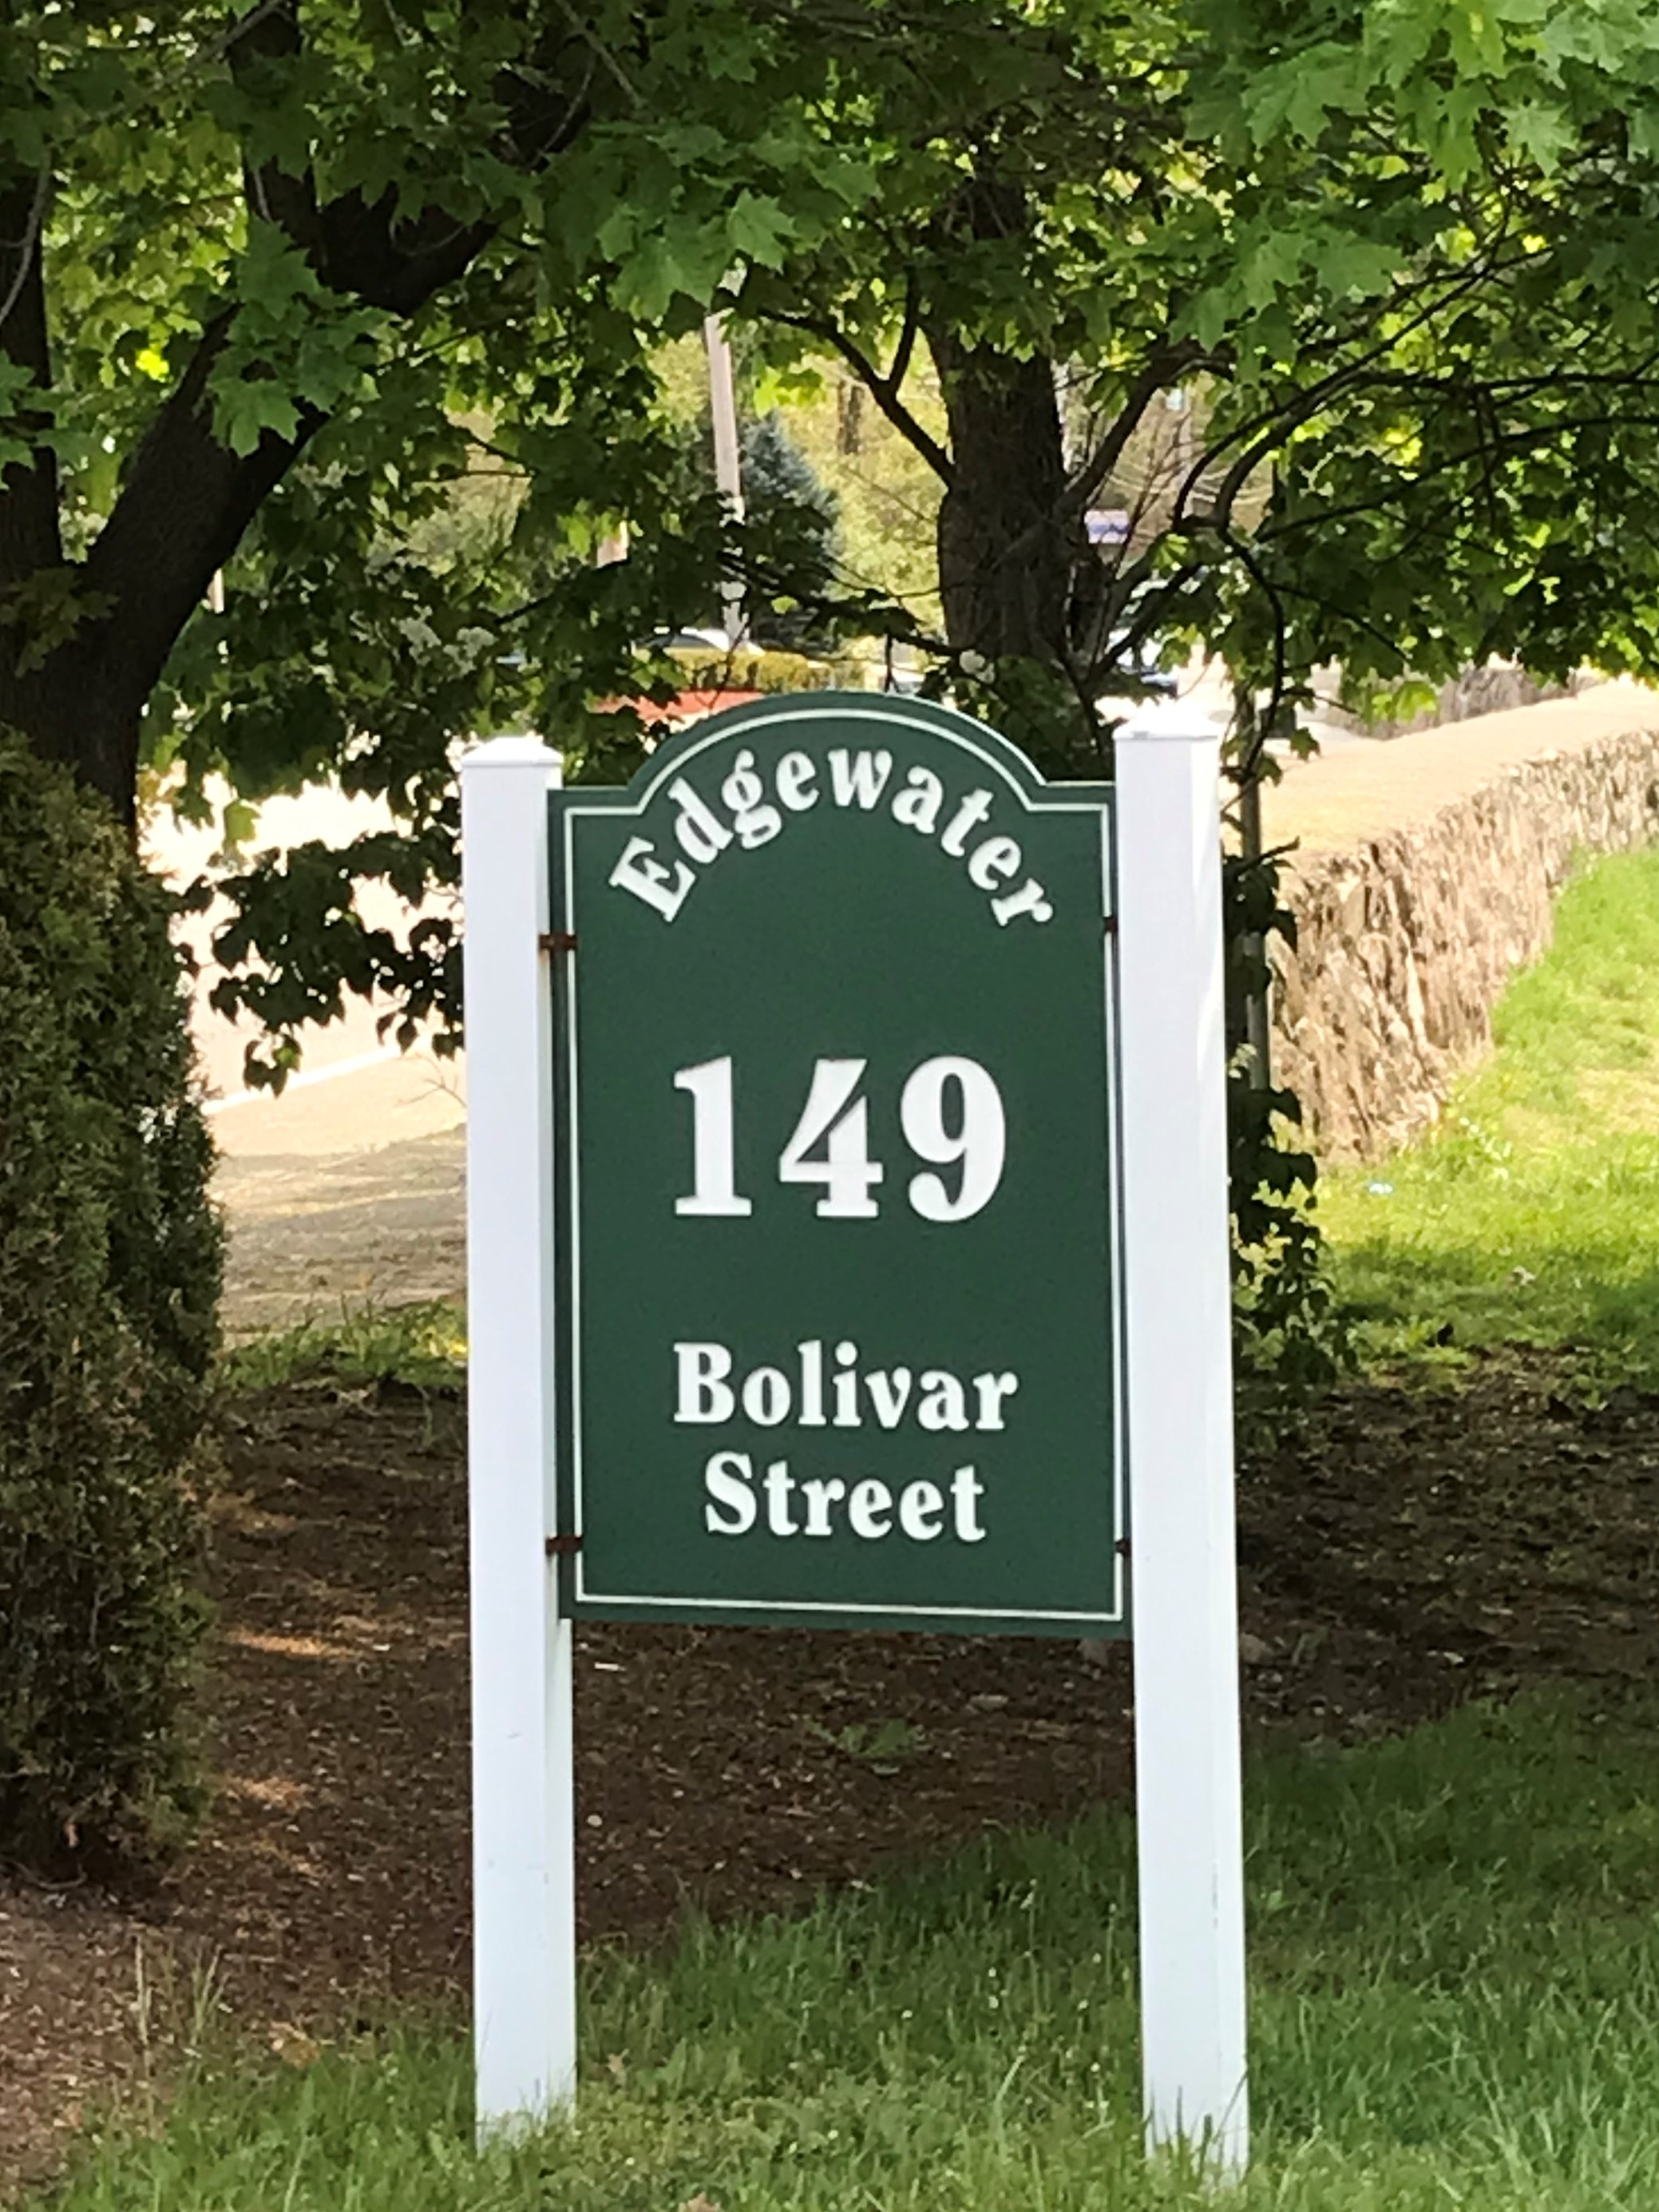 Edgewater
149
Bolivar
Street